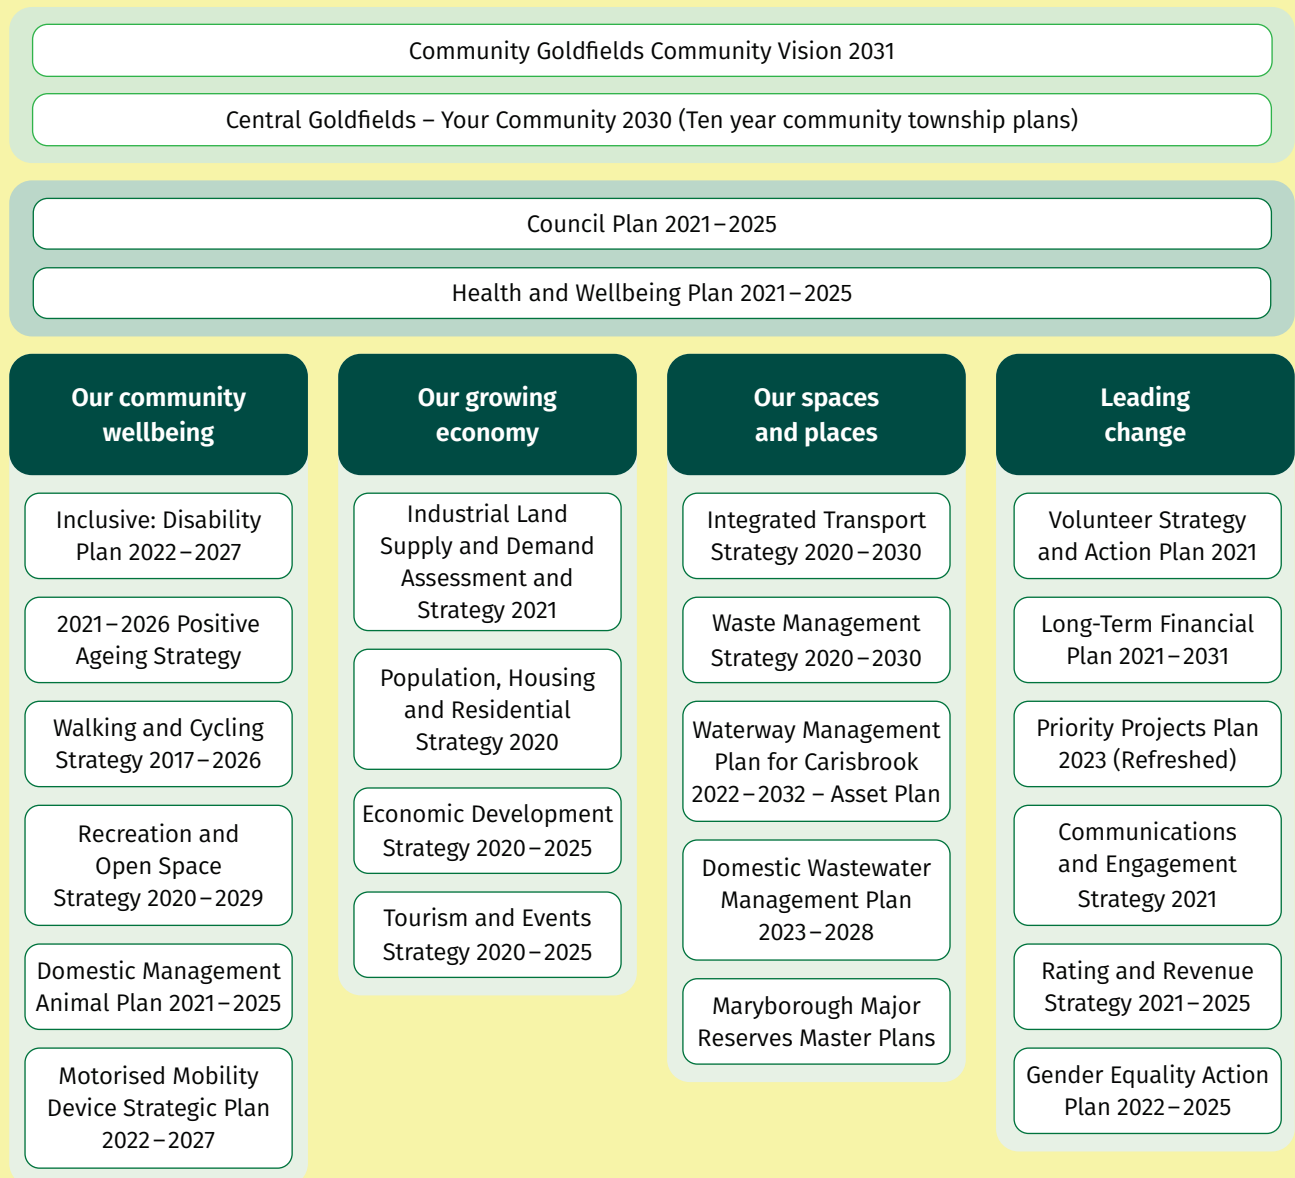 Community Goldfields Community Vision 2031
Central Goldfields – Your Community 2030 (Ten year community township plans)
Council Plan 2021–2025
Health and Wellbeing Plan 2021–2025
Our community
wellbeing
Inclusive: Disability
Plan 2022–2027
2021–2026 Positive
Ageing Strategy
Walking and Cycling
Strategy 2017–2026
Recreation and
Open Space
Strategy 2020–2029
Domestic Management
Animal Plan 2021–2025
Motorised Mobility
Device Strategic Plan
2022–2027
Our growing
economy
Industrial Land
Supply and Demand
Assessment and
Strategy 2021
Population, Housing
and Residential
Strategy 2020
Economic Development
Strategy 2020–2025
Tourism and Events
Strategy 2020–2025
Our spaces
and places
Integrated Transport
Strategy 2020–2030
Waste Management
Strategy 2020–2030
Waterway Management
Plan for Carisbrook
2022–2032 – Asset Plan
Domestic Wastewater
Management Plan
2023–2028
Maryborough Major
Reserves Master Plans
Leading
change
Volunteer Strategy
and Action Plan 2021
Long-Term Financial
Plan 2021–2031
Priority Projects Plan
2023 (Refreshed)
Communications
and Engagement
Strategy 2021
Rating and Revenue
Strategy 2021–2025
Gender Equality Action
Plan 2022–2025